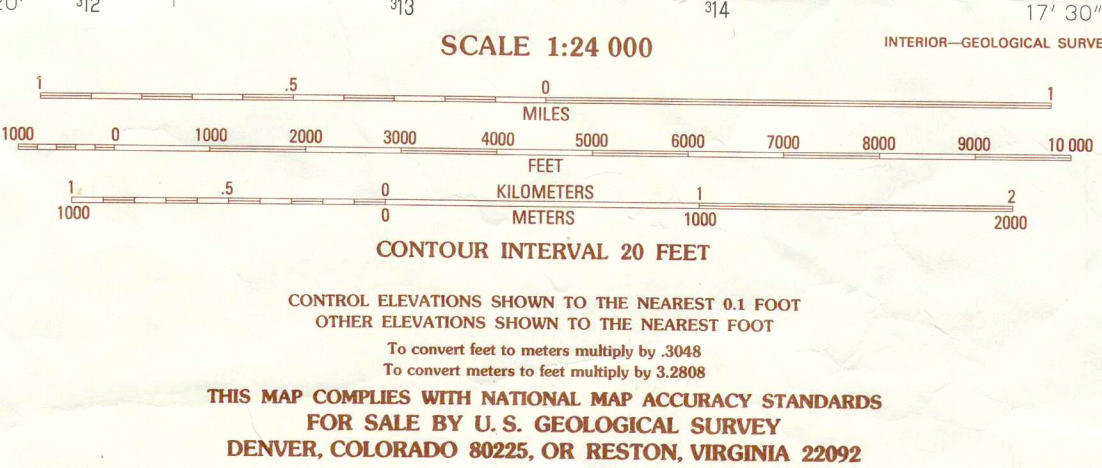 312 313 314 17' 30"
SCALE 1:24 000
INTERIOR—GEOLOGICAL
1 .5 0 1
MILES
1000 0 1000 2000 3000 4000 5000 6000 7000 8000 9000 10 000
FEET
1 .5 0 KILOMETERS 1 2
1000 0 METERS 1000 2000
CONTOUR INTERVAL 20 FEET
CONTROL ELEVATIONS SHOWN TO THE NEAREST 0.1 FOOT
OTHER ELEVATIONS SHOWN TO THE NEAREST FOOT
To convert feet to meters multiply by .3048
To convert meters to feet multiply by 3.2808
THIS MAP COMPLIES WITH NATIONAL MAP ACCURACY STANDARDS
FOR SALE BY U. S. GEOLOGICAL SURVEY
DENVER, COLORADO 80225, OR RESTON, VIRGINIA 22092